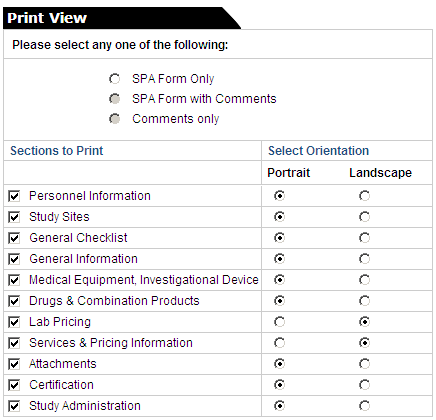 Print View
Please select any one of the following:
SPA Form Only
SPA Form with Comments
Comments only
Sections to Print Select Orientation
Portrait Landscape
Personnel Information
Study Sites
General Checklist
General Information
Medical Equipment, Investigational Device
Drugs & Combination Products
Lab Pricing
Services & Pricing Information
Attachments
Certification
Study Administration